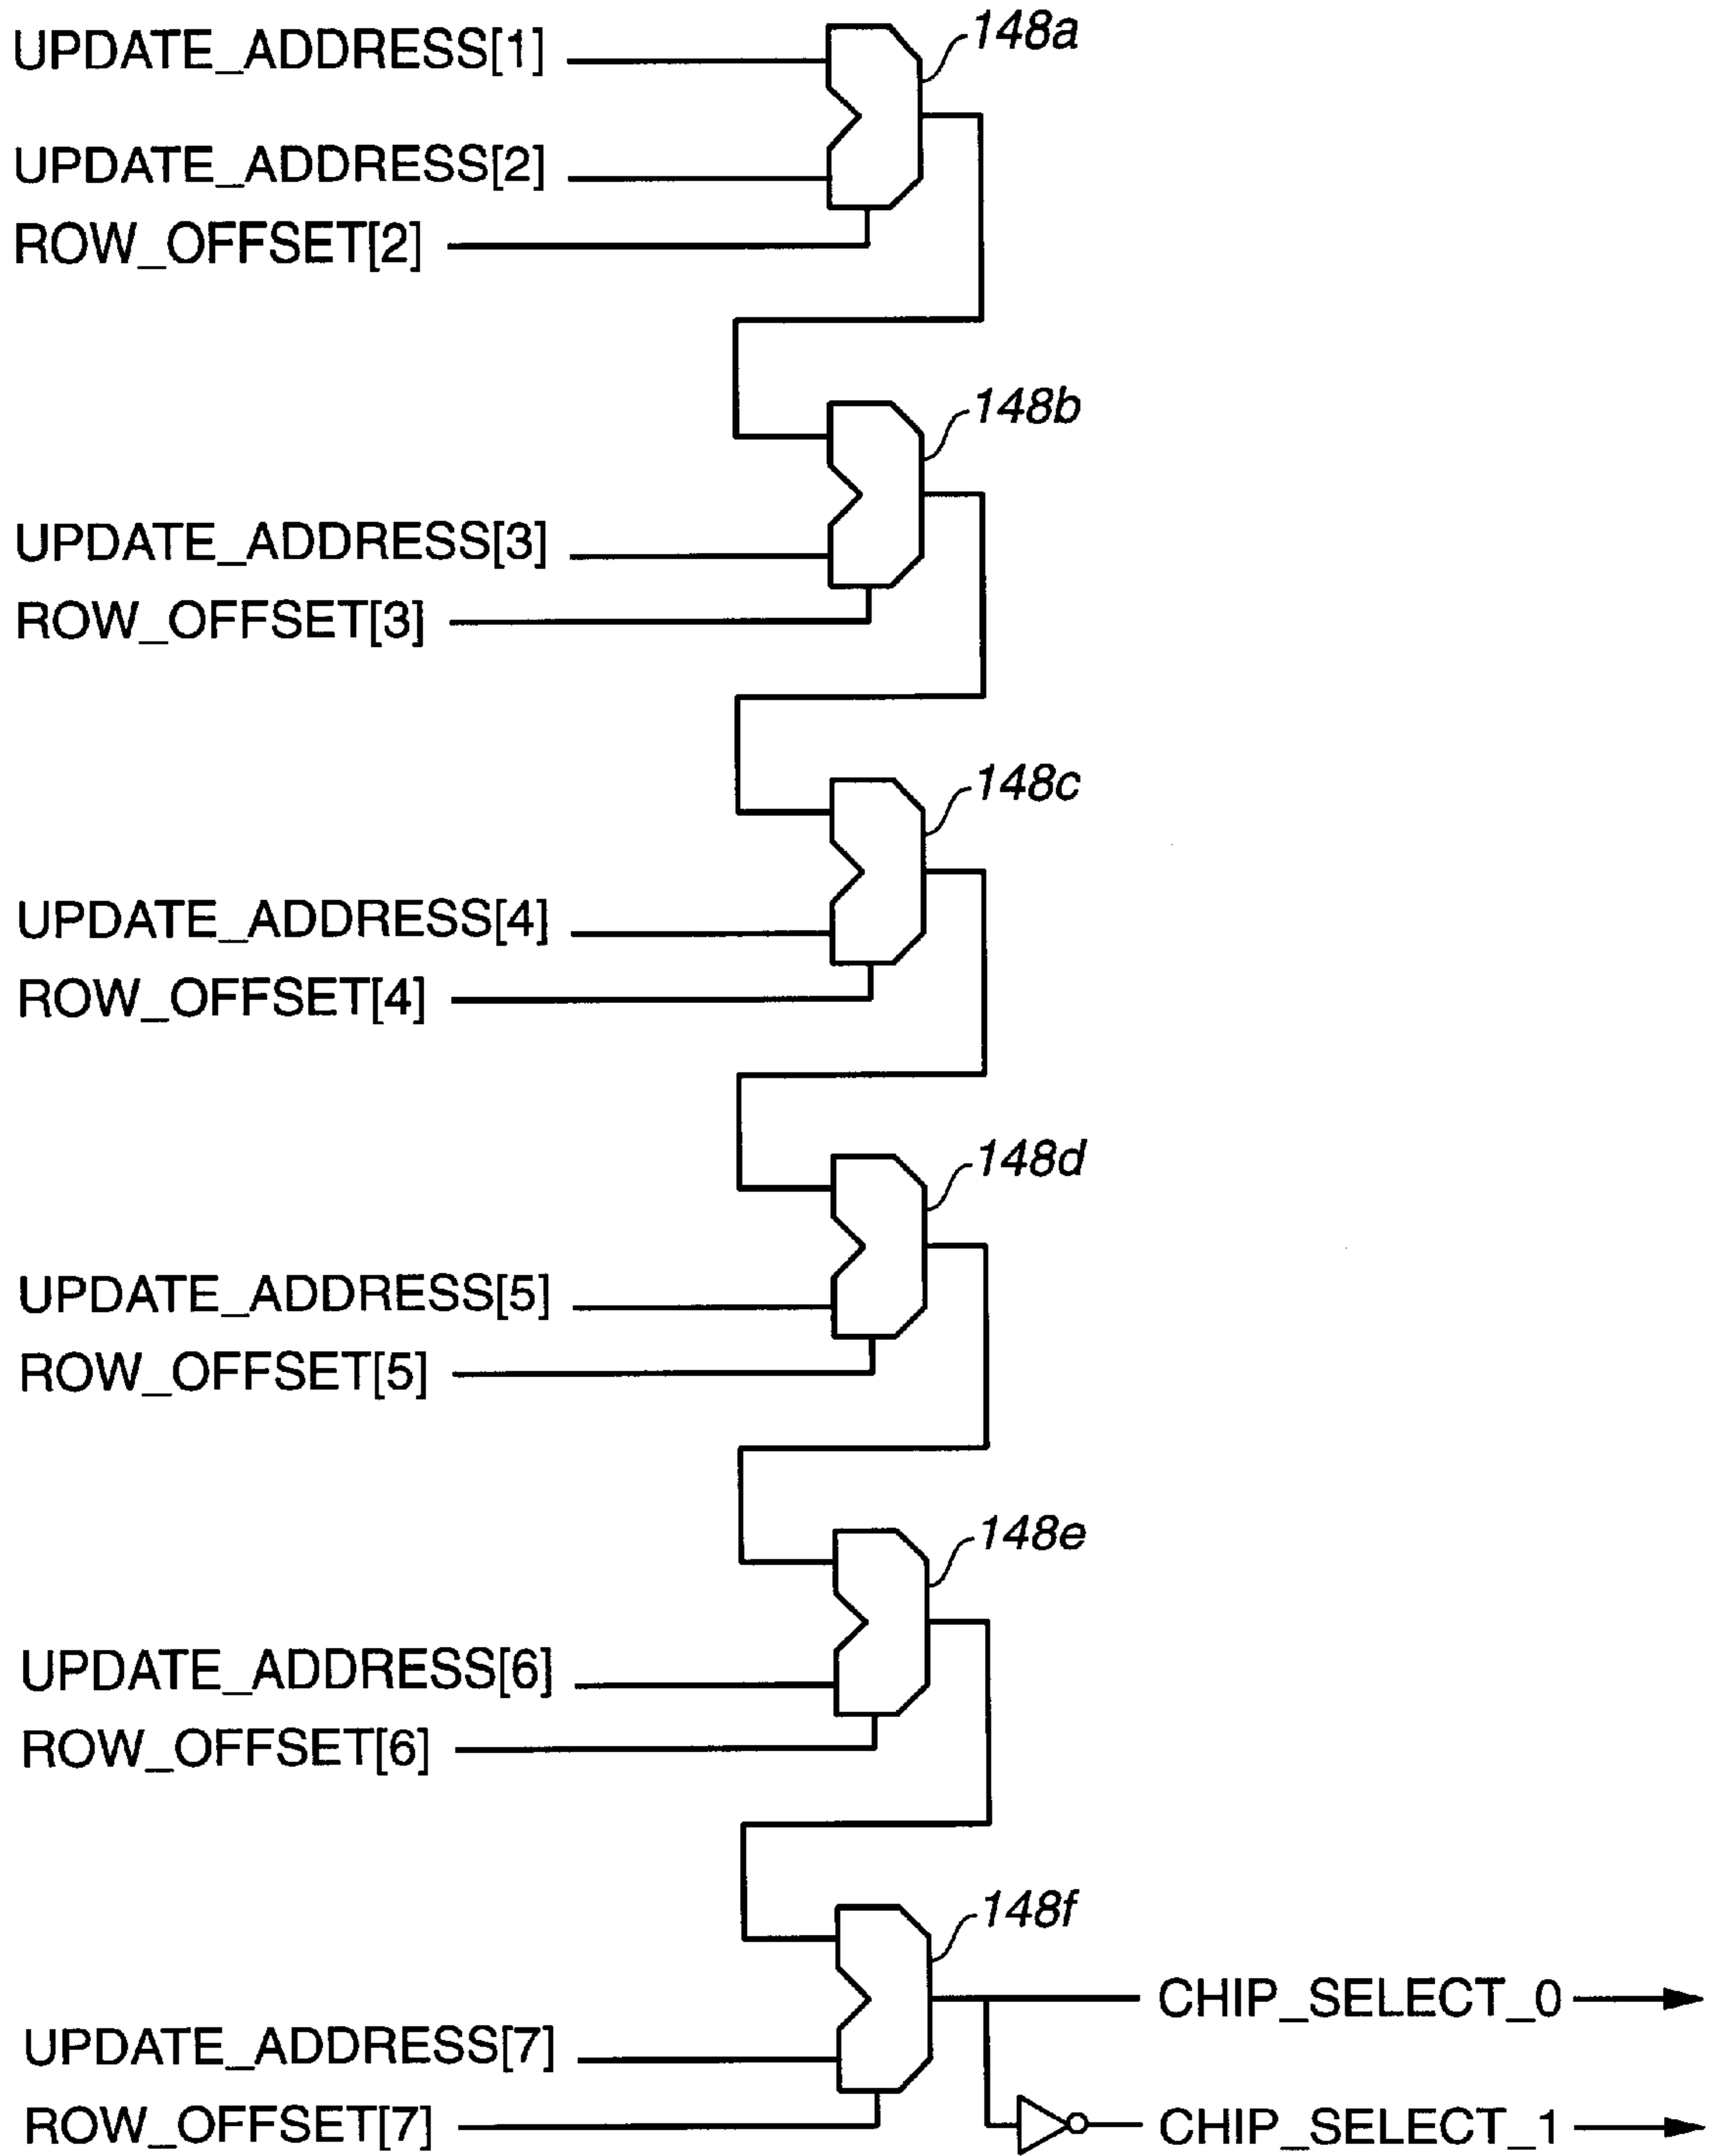 UPDATE_ADDRESS[1]
148a
UPDATE_ADDRESS[2]
ROW_OFFSET[2]
148b
UPDATE_ADDRESS[3]
ROW_OFFSET[3]
148c
UPDATE_ADDRESS[4]
ROW_OFFSET[4]
148d
UPDATE_ADDRESS[5]
ROW_OFFSET[5]
148e
UPDATE_ADDRESS[6]
ROW_OFFSET[6]
148f
CHIP_SELECT_0
UPDATE_ADDRESS[7]
ROW_OFFSET[7]
CHIP_SELECT_1